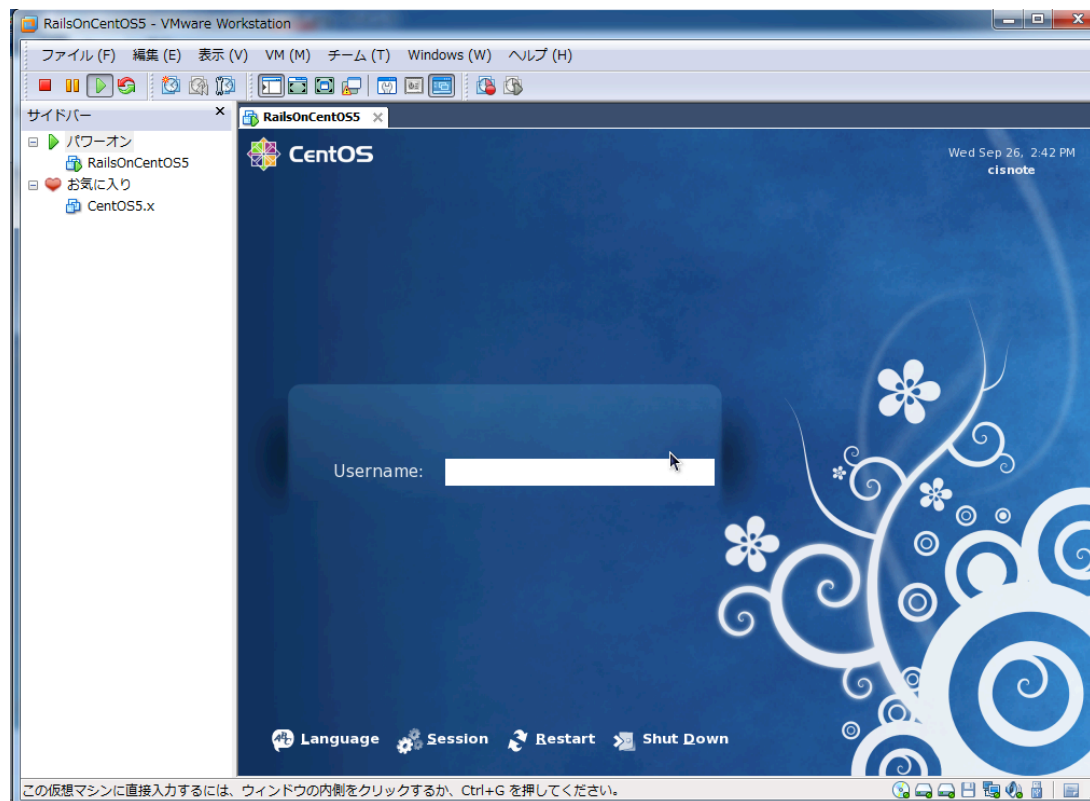 RailsOnCentOS5 - VMware Workstation
ファイル (F) 編集 (E) 表示 (V) VM (M) チーム (T) Windows (W) ヘルプ (H)
サイドバー
パワーオン
RailsOnCentOS5
お気に入り
CentOS5.x
RailsOnCentOS5
CentOS
Wed Sep 26, 2:42 PM
cisnote
Username:
Language Session Restart Shut Down
この仮想マシンに直接入力するには、ウィンドウの内側をクリックするか、Ctrl+G を押してください。